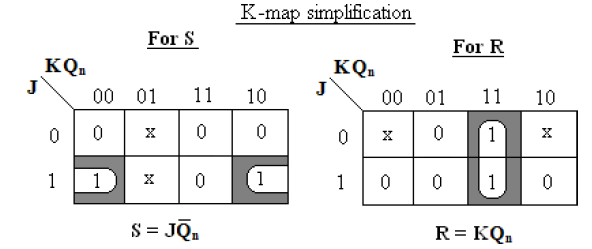 K-map simplification
For S
For R
KQₙ
KQₙ
J
J
00 01 11 10
00 01 11 10
0 0 x 0 0
0 x 0 1 x
1 1 x 0 1
1 0 0 1 0
S = JQ̅ₙ
R = KQₙ